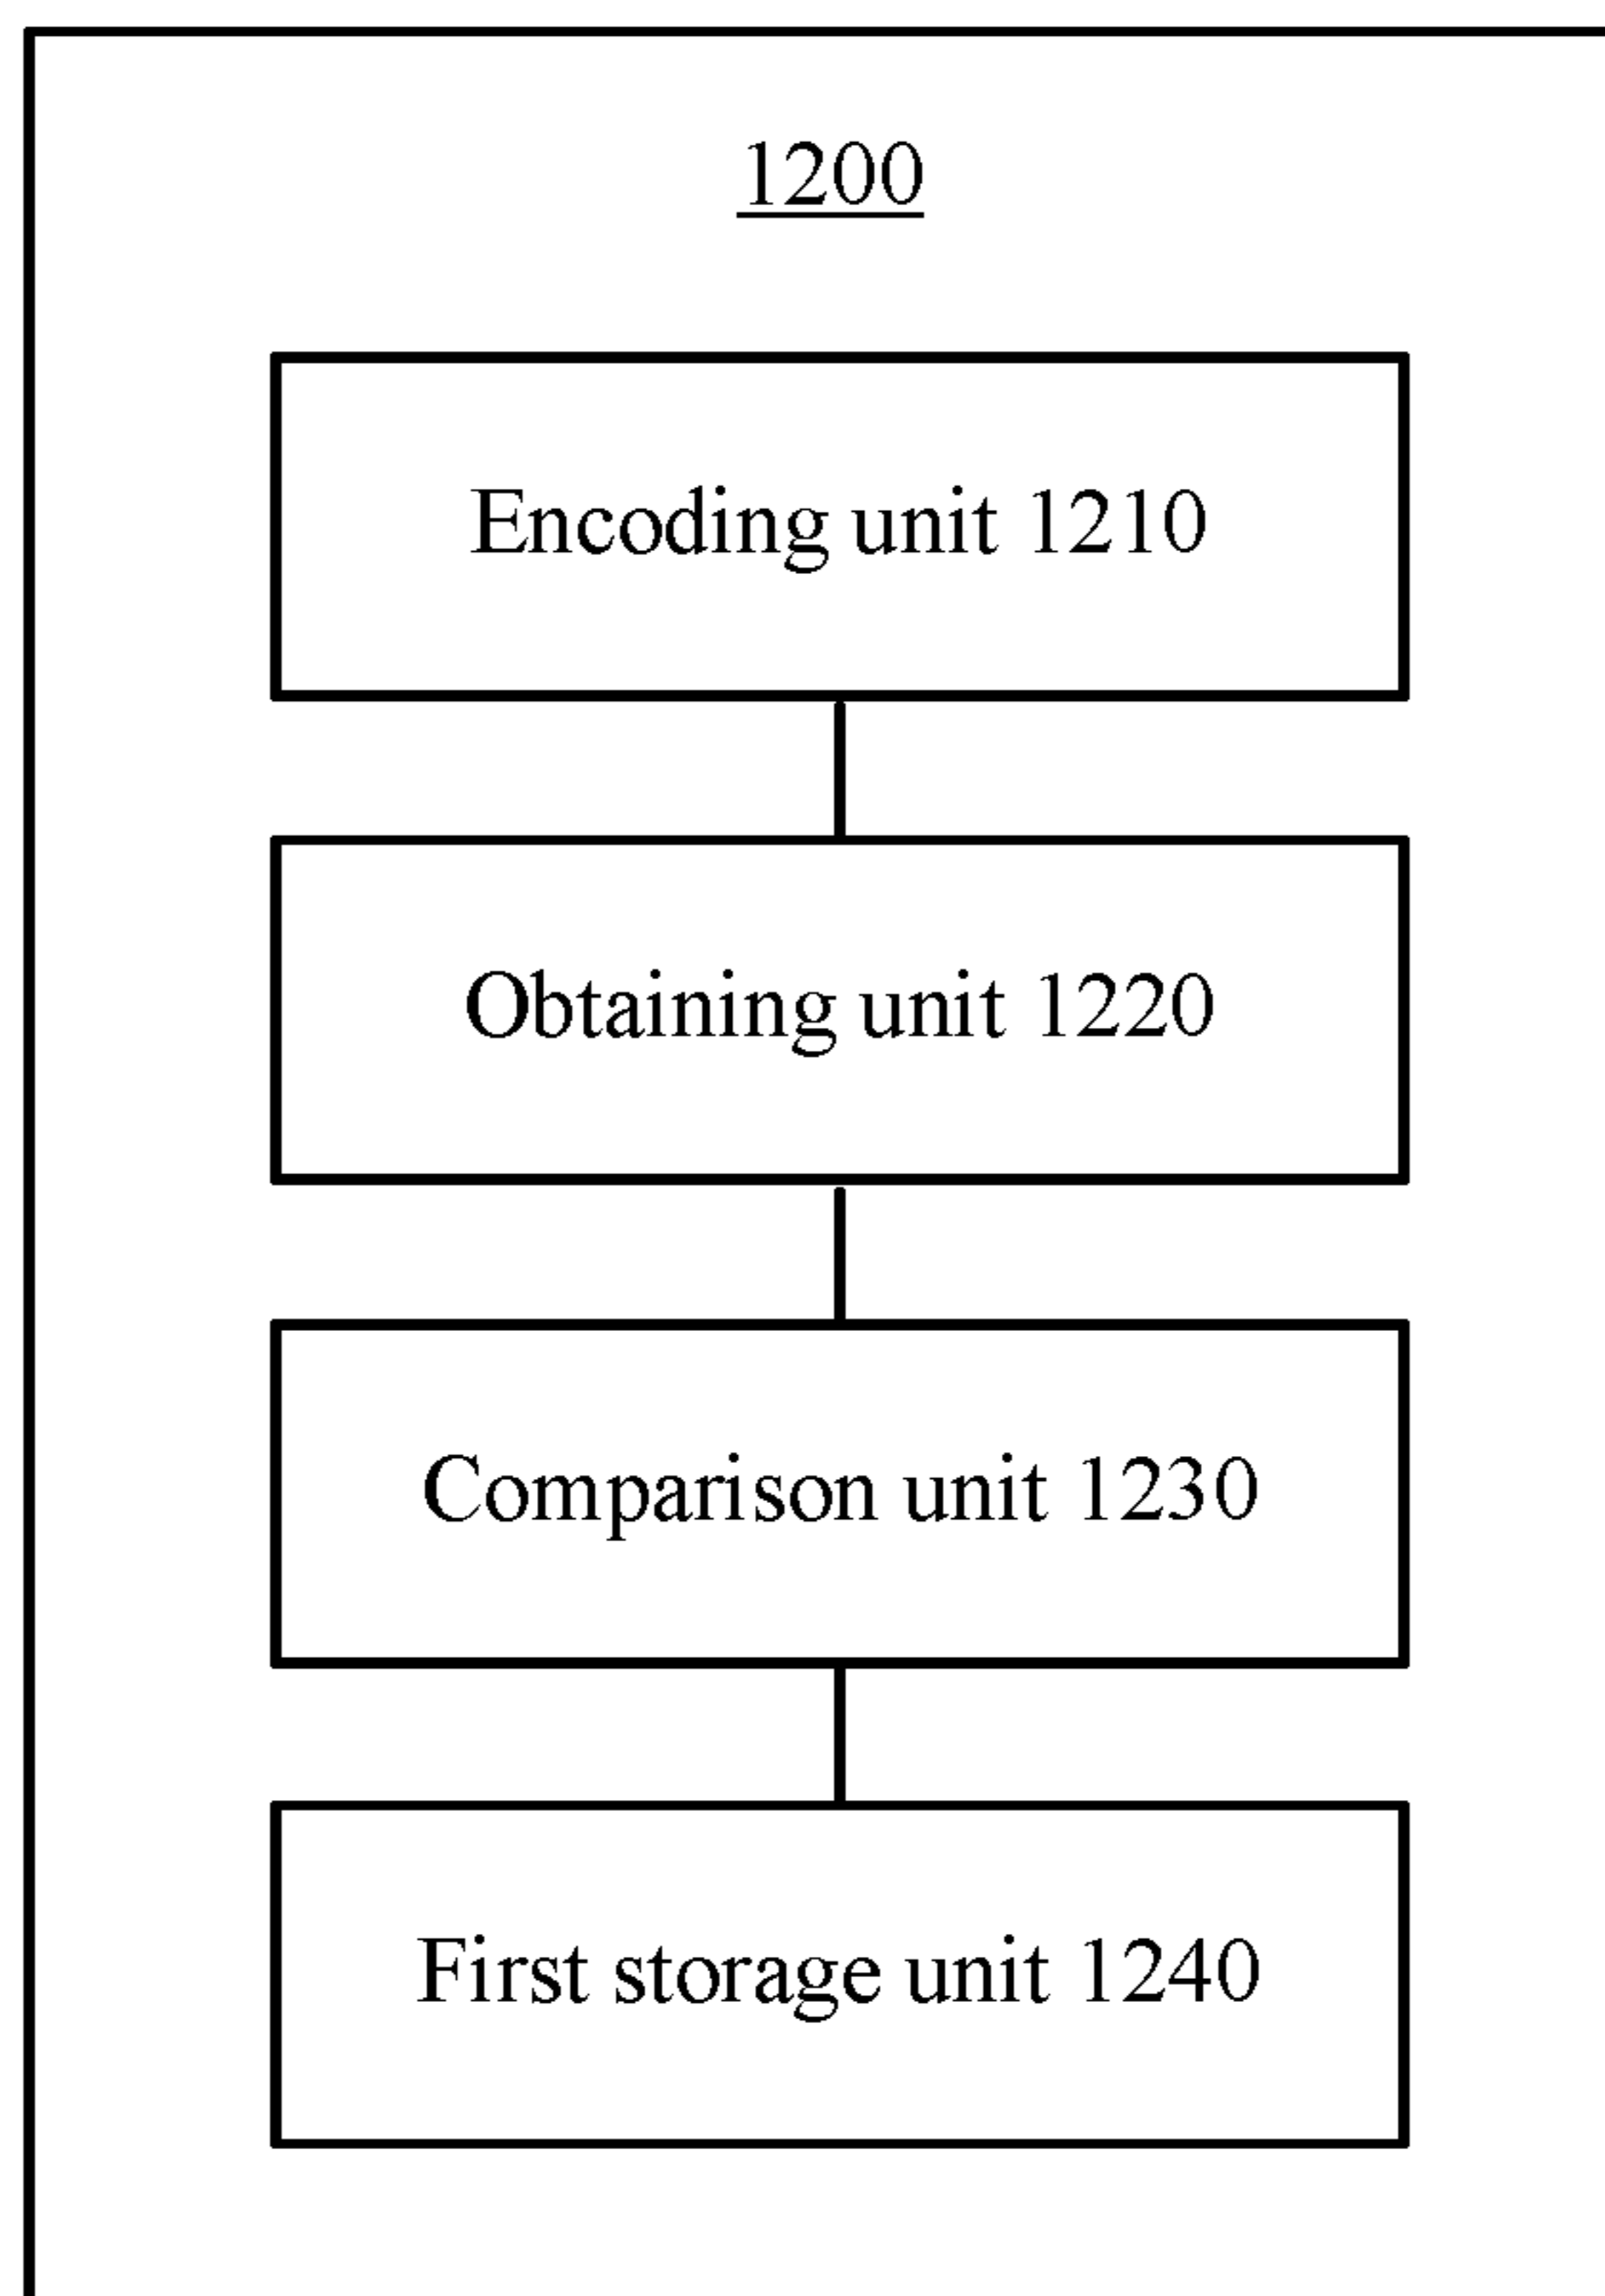 1200
Encoding unit 1210
Obtaining unit 1220
Comparison unit 1230
First storage unit 1240